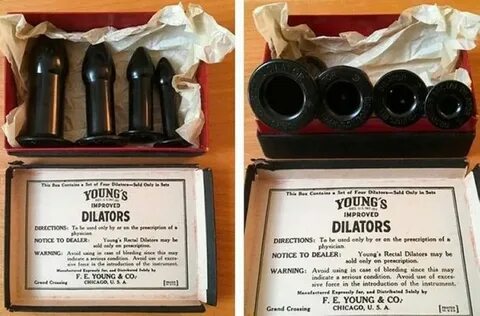 This Box Contains a Set of Four Dilators—Sold Only in Sets
YOUNG'S
IMPROVED
DILATORS
DIRECTIONS: To be used only by or on the prescription of a
physician.
NOTICE TO DEALER: Young's Rectal Dilators may be
sold only on prescription.
WARNING: Avoid using in case of bleeding since this may
indicate a serious condition. Avoid use of exces-
sive force in the introduction of the instrument.
Manufactured Expressly for, and Distributed Solely by
F. E. YOUNG & CO.
Grand Crossing CHICAGO, U. S. A.
This Box Contains a Set of Four Dilators—Sold Only in Sets
YOUNG'S
IMPROVED
DILATORS
DIRECTIONS: To be used only by or on the prescription of a
physician.
NOTICE TO DEALER: Young's Rectal Dilators may be
sold only on prescription.
WARNING: Avoid using in case of bleeding since this may
indicate a serious condition. Avoid use of exces-
sive force in the introduction of the instrument.
Manufactured Expressly for, and Distributed Solely by
F. E. YOUNG & CO.
Grand Crossing CHICAGO, U. S. A.